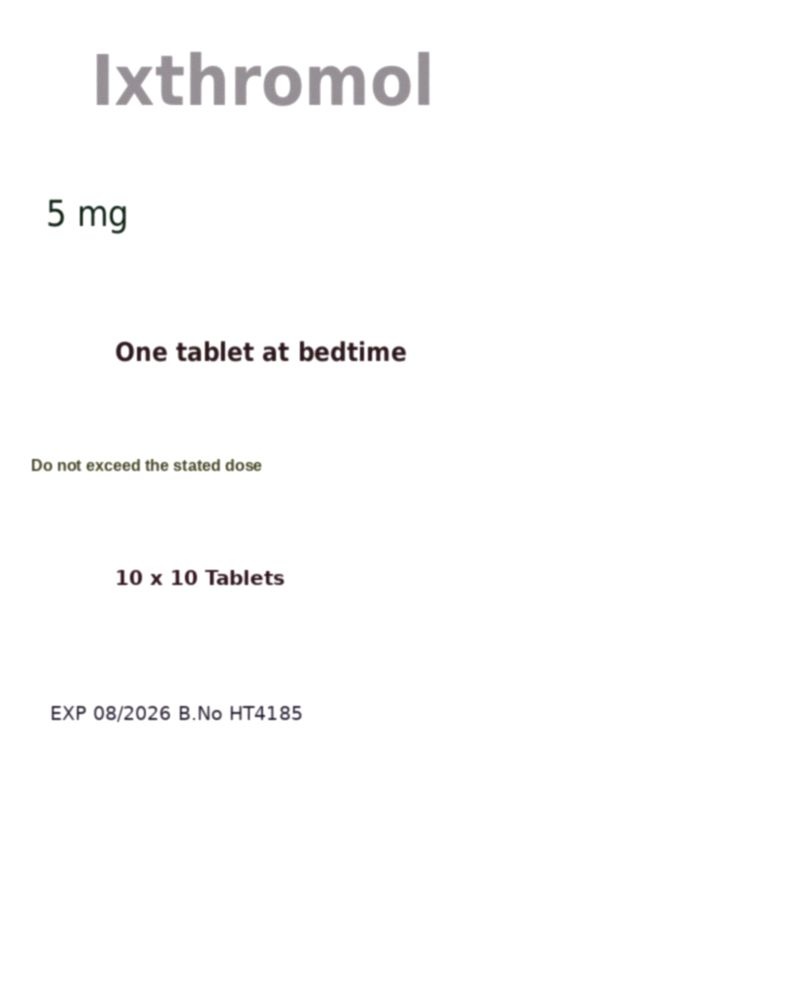 Ixthromol
5 mg
One tablet at bedtime
Do not exceed the stated dose
10 x 10 Tablets
EXP 08/2026 B.No HT4185